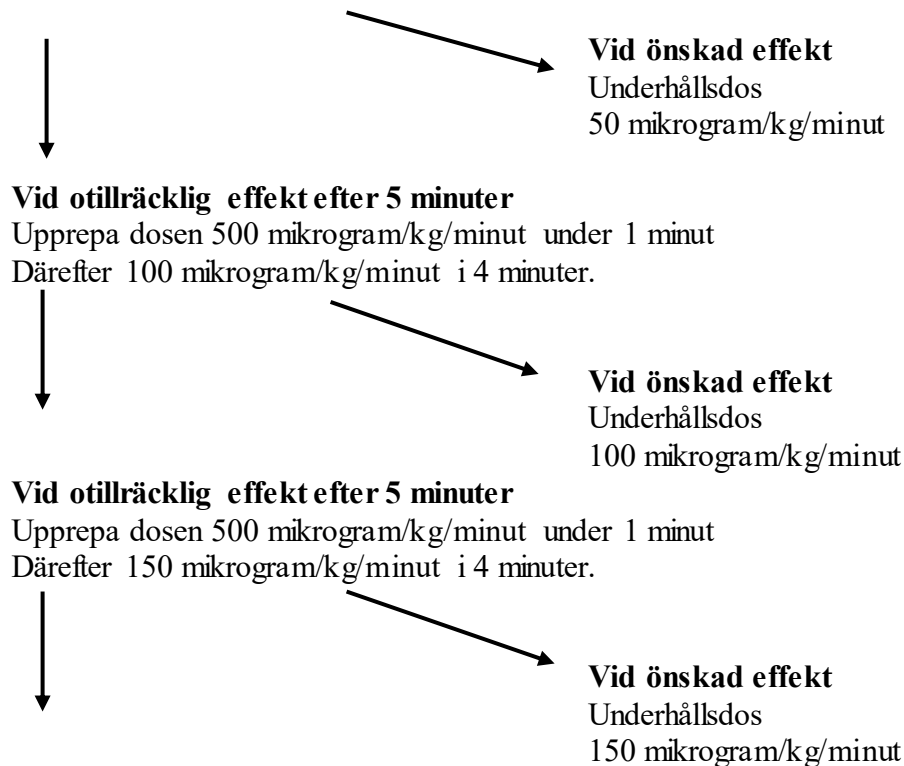 Vid önskad effekt
Underhållsdos
50 mikrogram/kg/minut
Vid otillräcklig effekt efter 5 minuter
Upprepa dosen 500 mikrogram/kg/minut under 1 minut
Därefter 100 mikrogram/kg/minut i 4 minuter.
Vid önskad effekt
Underhållsdos
100 mikrogram/kg/minut
Vid otillräcklig effekt efter 5 minuter
Upprepa dosen 500 mikrogram/kg/minut under 1 minut
Därefter 150 mikrogram/kg/minut i 4 minuter.
Vid önskad effekt
Underhållsdos
150 mikrogram/kg/minut